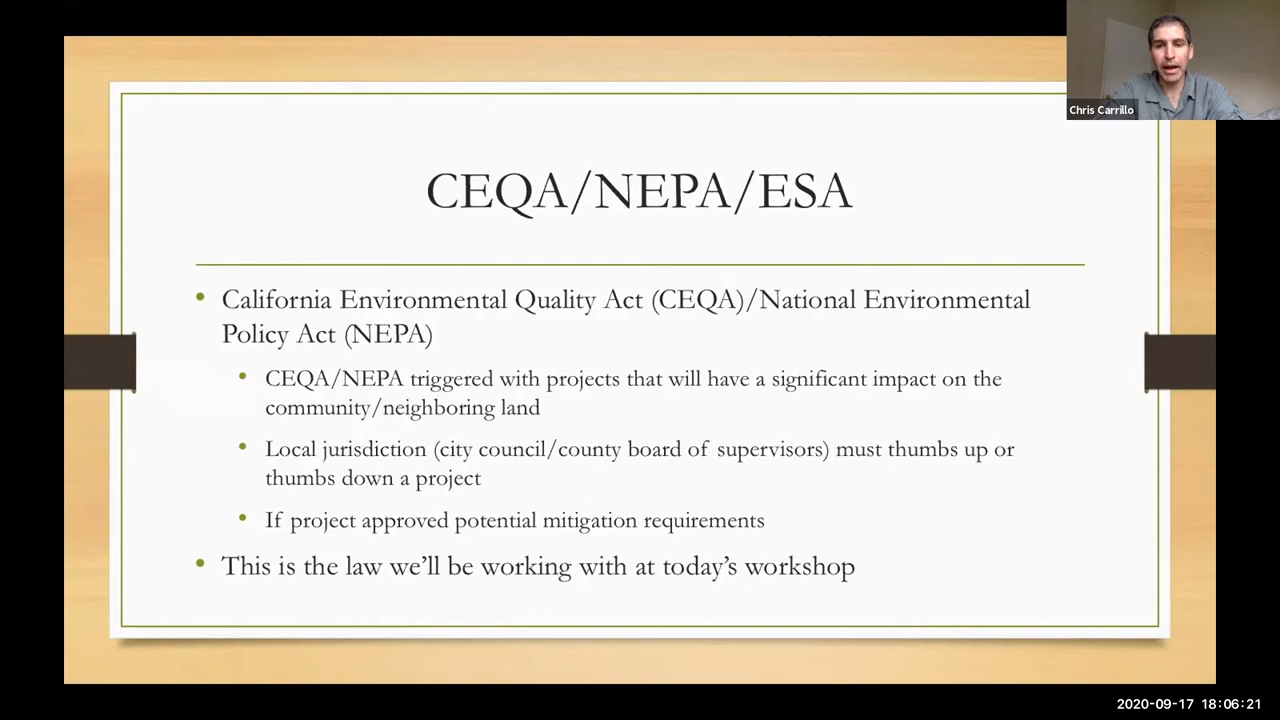 Chris Carrillo
CEQA/NEPA/ESA
• California Environmental Quality Act (CEQA)/National Environmental
Policy Act (NEPA)
• CEQA/NEPA triggered with projects that will have a significant impact on the
community/neighboring land
• Local jurisdiction (city council/county board of supervisors) must thumbs up or
thumbs down a project
• If project approved potential mitigation requirements
• This is the law we’ll be working with at today’s workshop
2020-09-17 18:06:21